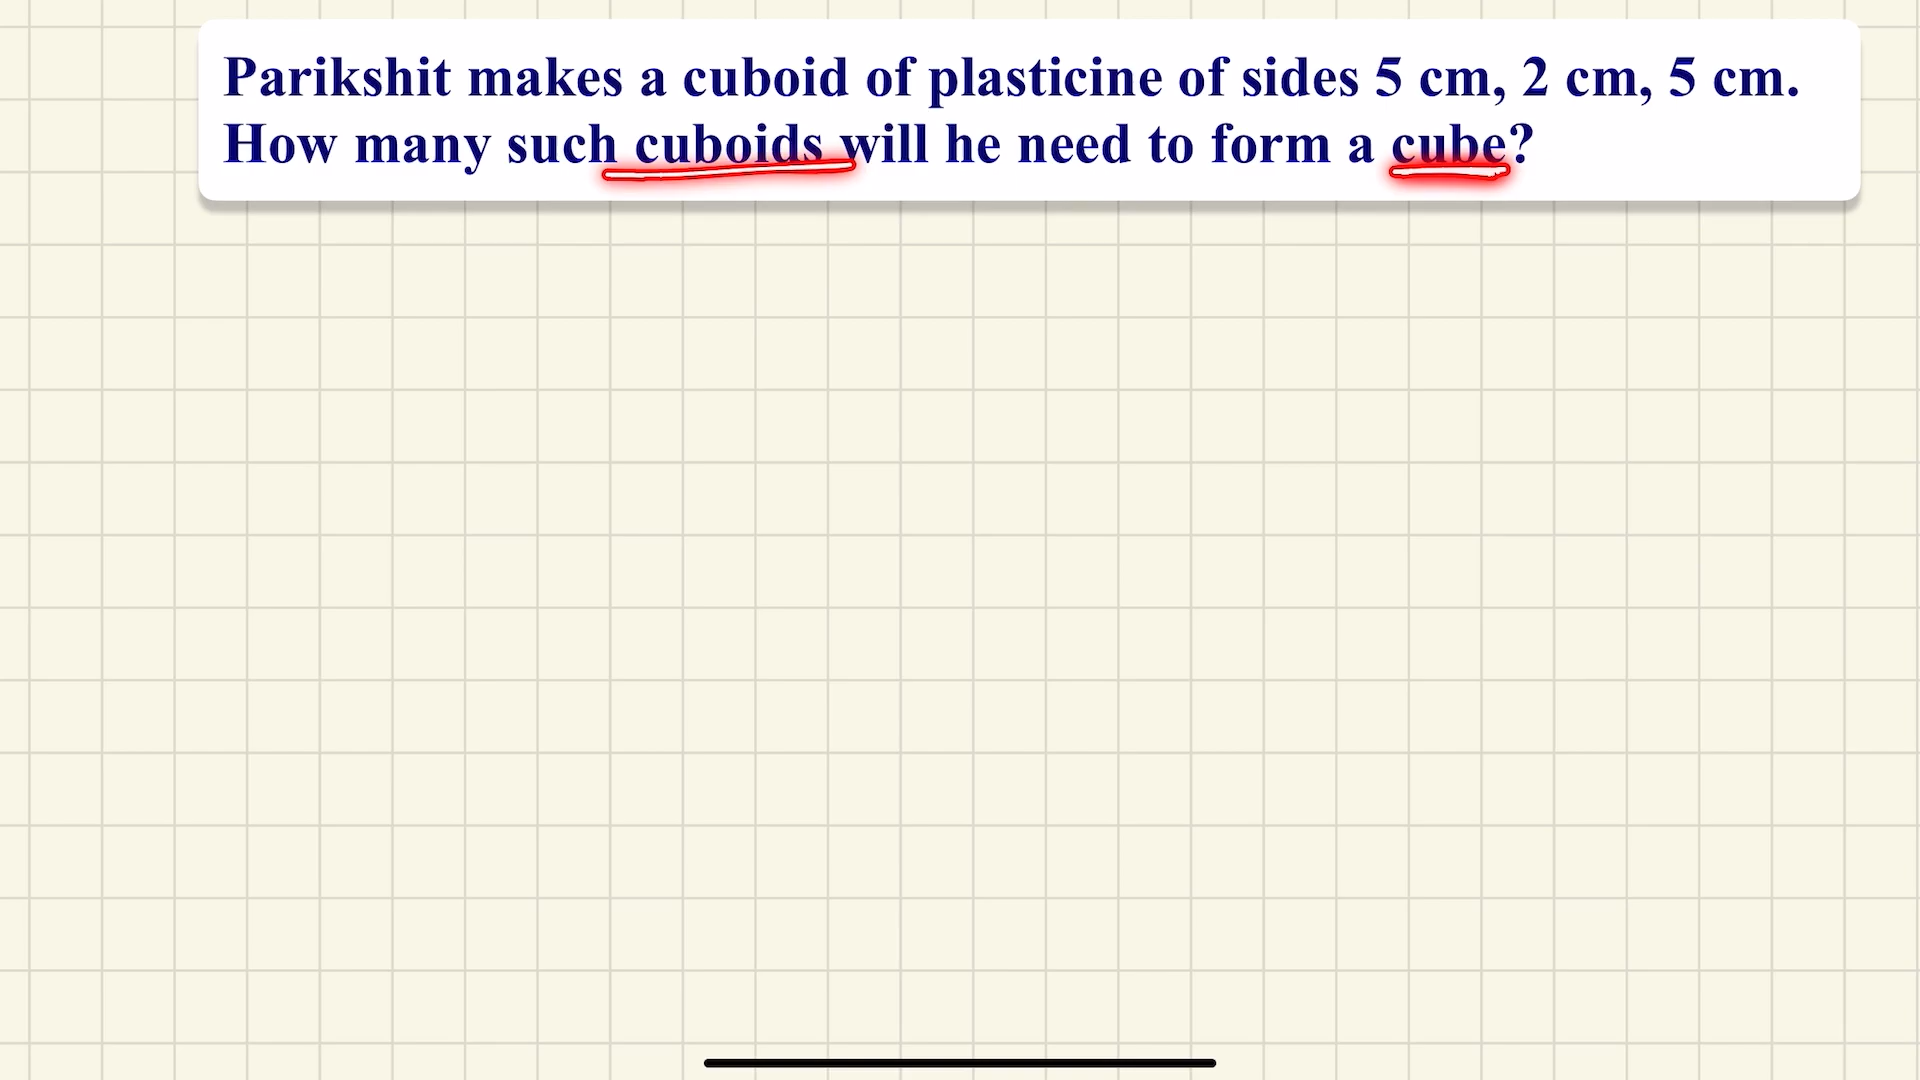 Parikshit makes a cuboid of plasticine of sides 5 cm, 2 cm, 5 cm.
How many such cuboids will he need to form a cube?